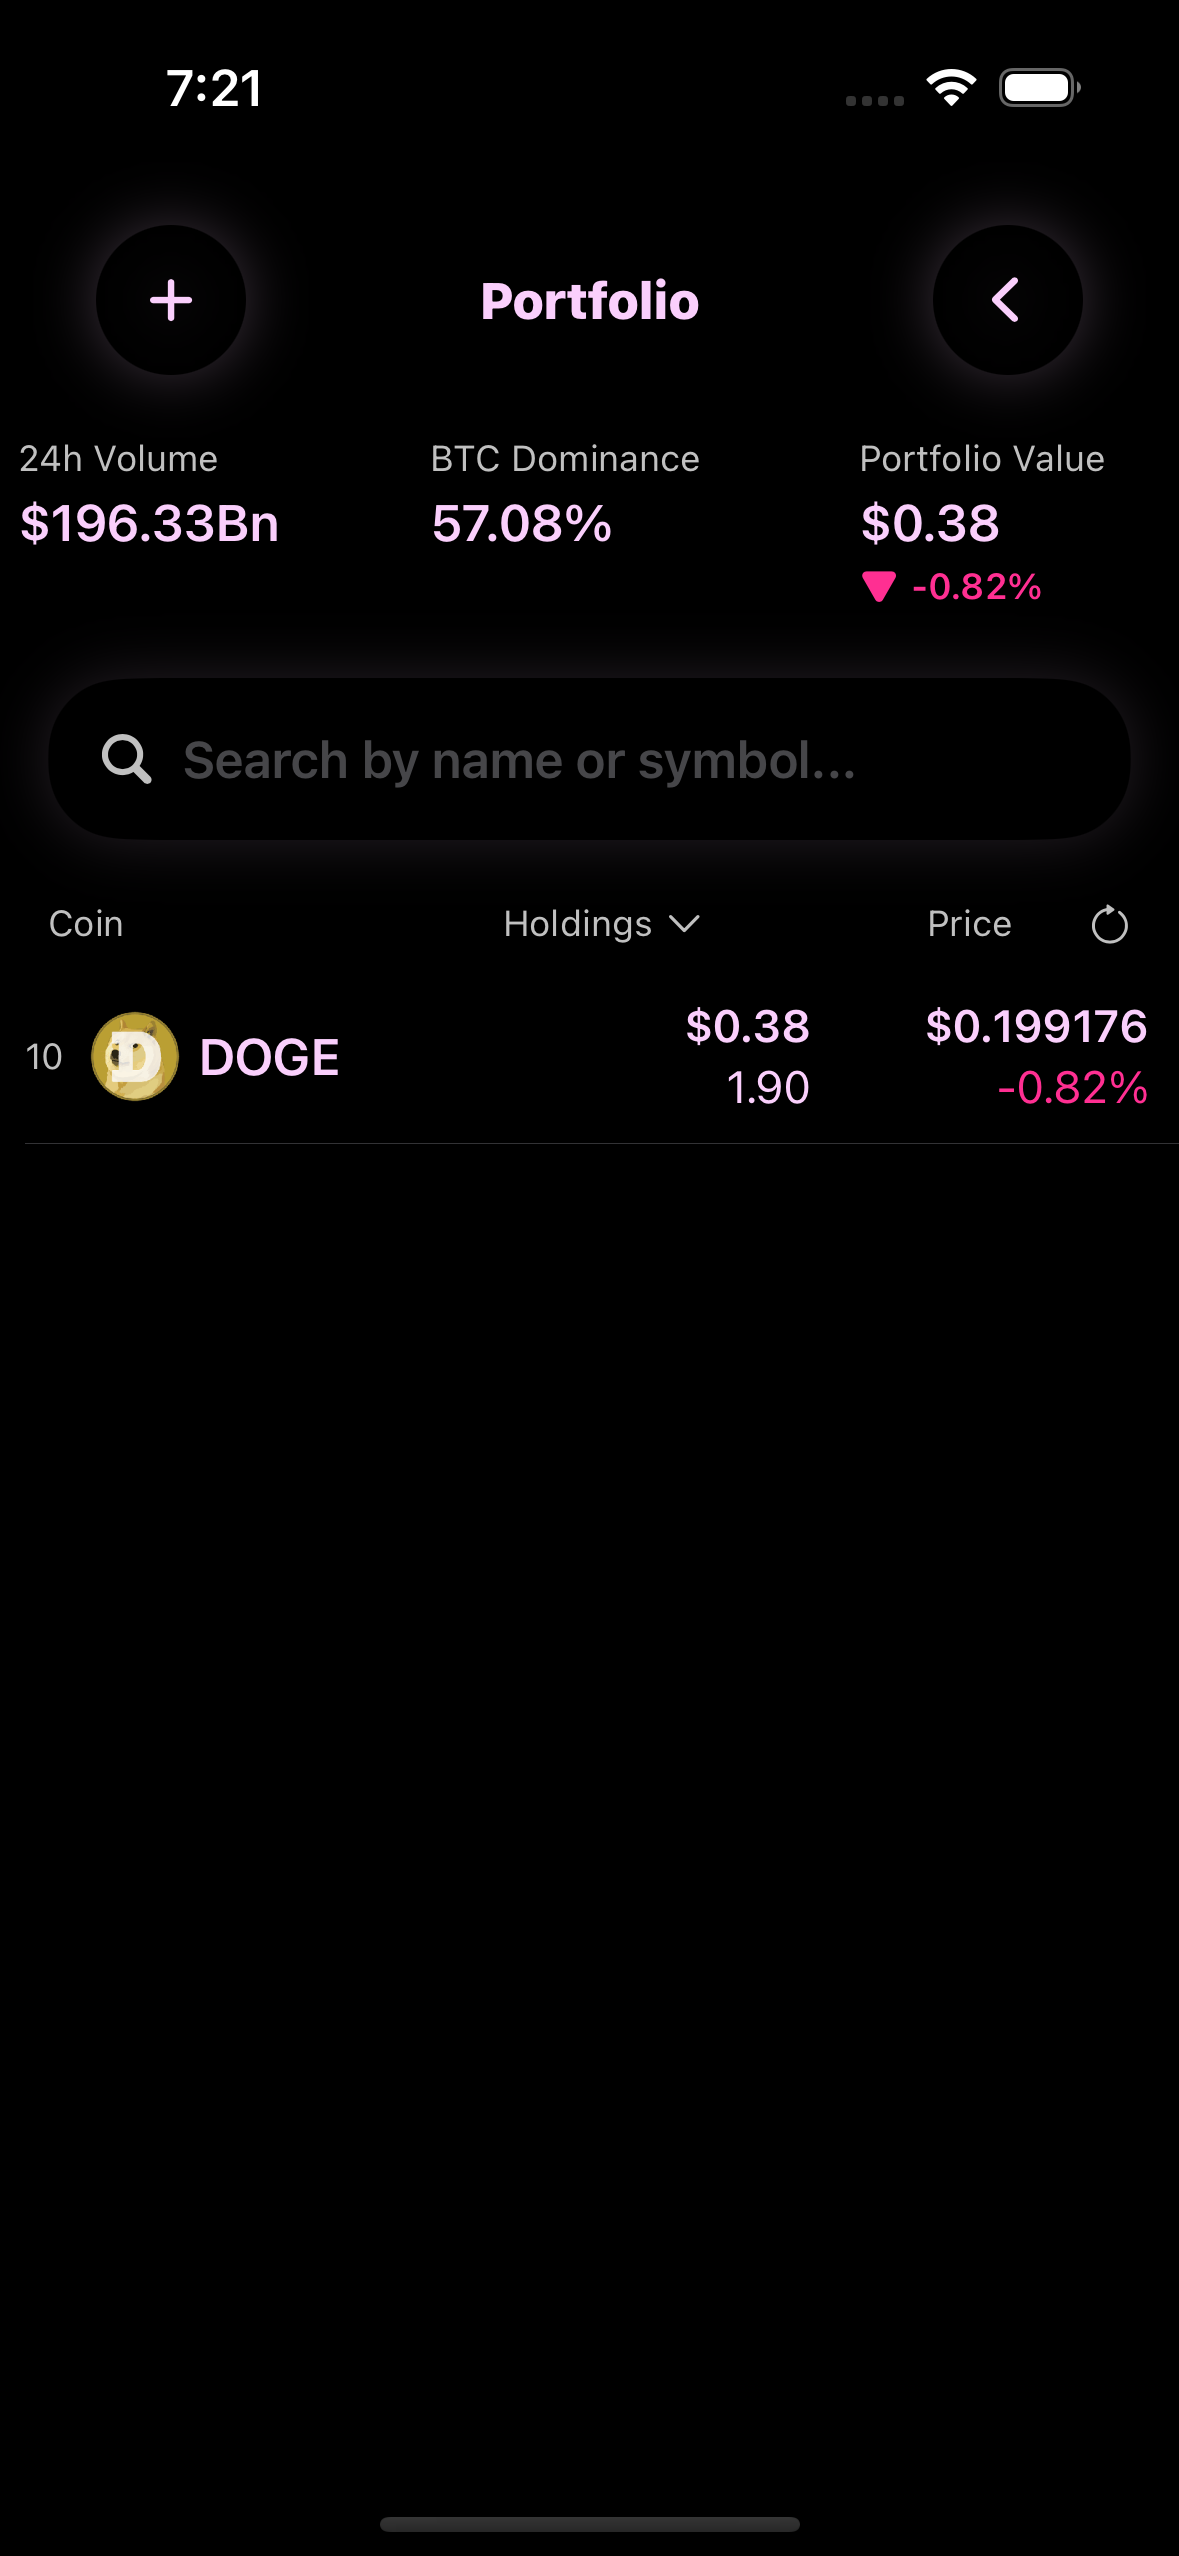 7:21
Portfolio
24h Volume
BTC Dominance
Portfolio Value
$196.33Bn
57.08%
$0.38
-0.82%
Search by name or symbol...
Coin
Holdings
Price
10
DOGE
$0.38
$0.199176
1.90
-0.82%